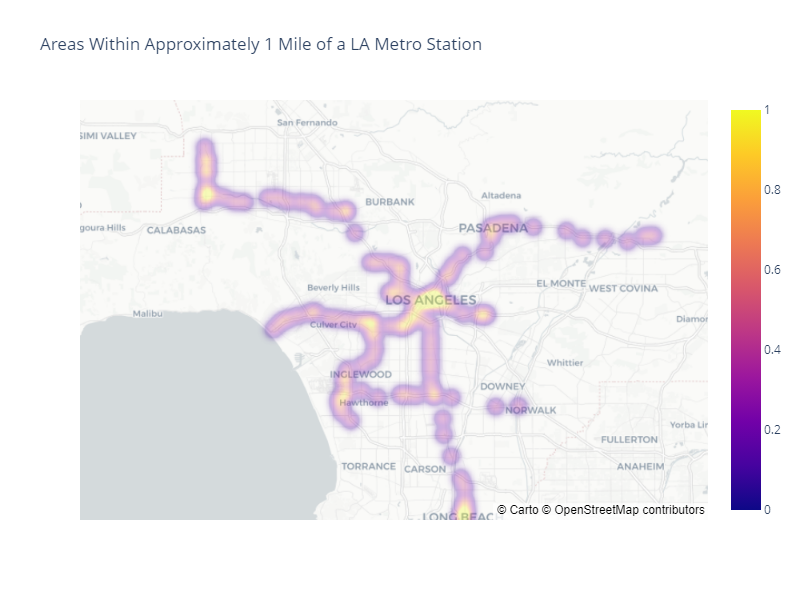 Areas Within Approximately 1 Mile of a LA Metro Station
San Fernando
SIMI VALLEY
BURBANK
Altadena
goura Hills
CALABASAS
PASADENA
EL MONTE
WEST COVINA
Beverly Hills
LOS ANGELES
Malibu
Culver City
Diamor
Whittier
INGLEWOOD
DOWNEY
Hawthorne
NORWALK
Yorba Lin
FULLERTON
TORRANCE
CARSON
ANAHEIM
LONG BEAC
© Carto © OpenStreetMap contributors
1
0.8
0.6
0.4
0.2
0